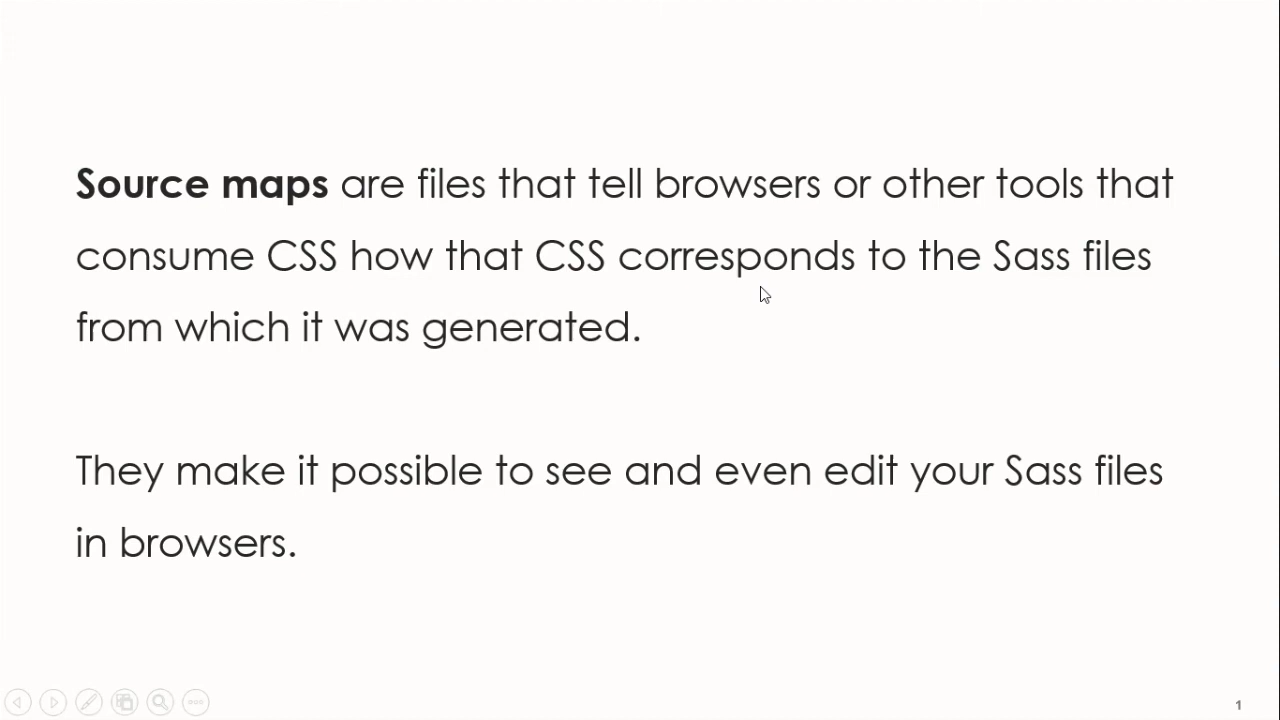 Source maps are files that tell browsers or other tools that
consume CSS how that CSS corresponds to the Sass files
from which it was generated.
They make it possible to see and even edit your Sass files
in browsers.
1